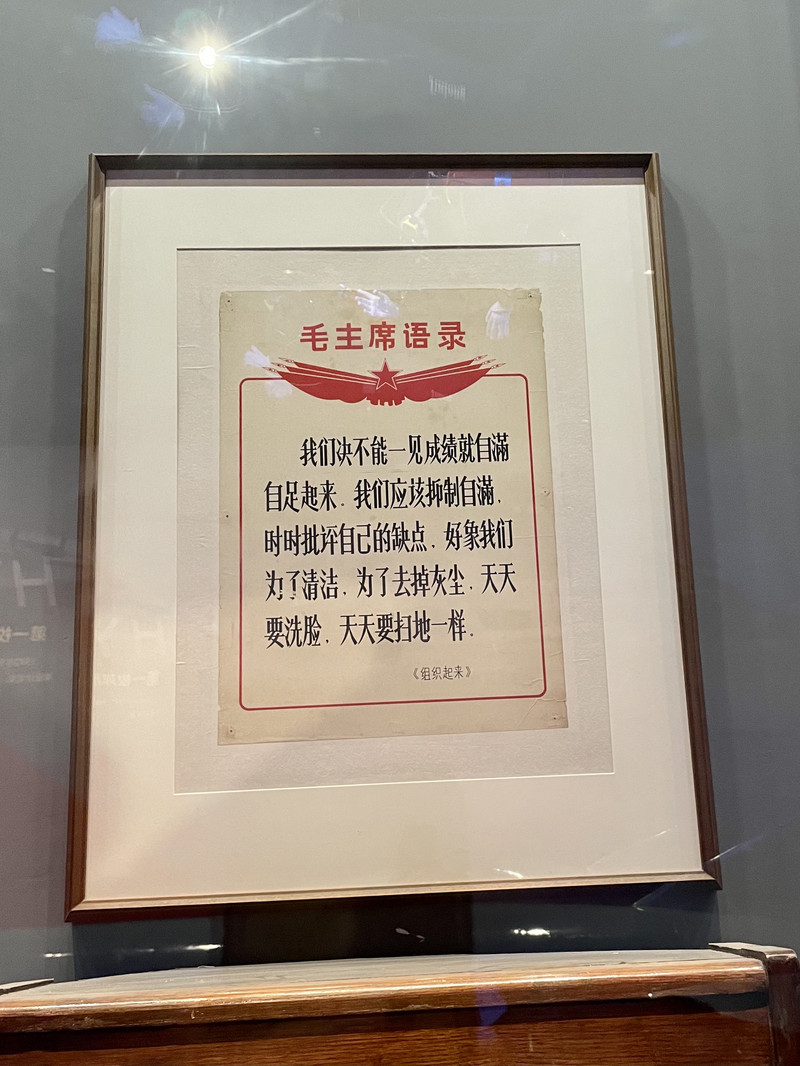 毛主席语录
我们决不能一见成绩就自滿
自足起来．我们应该抑制自滿．
时时批评自己的缺点．好象我们
为了清洁．为了去掉灰尘．天天
要洗脸．天天要扫地一样．
《组织起来》